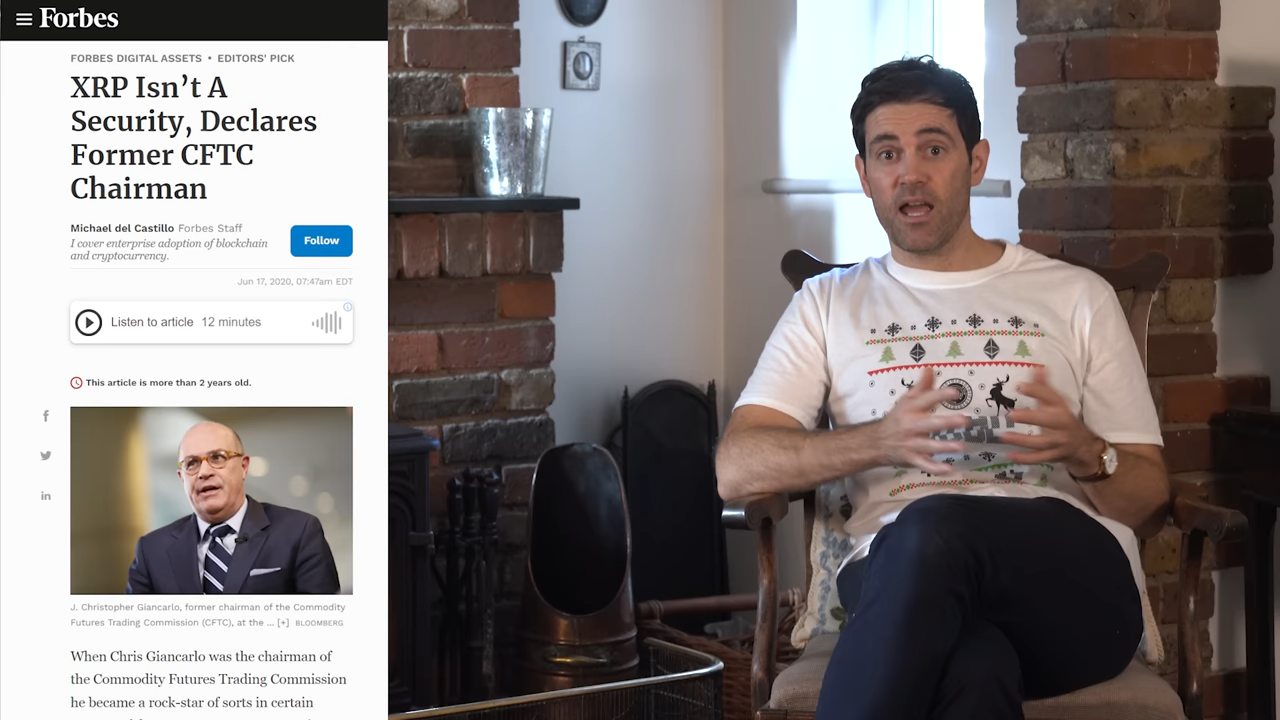 Forbes
FORBES DIGITAL ASSETS • EDITORS' PICK
XRP Isn’t A
Security, Declares
Former CFTC
Chairman
Michael del Castillo Forbes Staff
Follow
I cover enterprise adoption of blockchain
and cryptocurrency.
Jun 17, 2020, 07:47am EDT
Listen to article 12 minutes
This article is more than 2 years old.
J. Christopher Giancarlo, former chairman of the Commodity
Futures Trading Commission (CFTC), at the ... [+] BLOOMBERG
When Chris Giancarlo was the chairman of
the Commodity Futures Trading Commission
he became a rock-star of sorts in certain